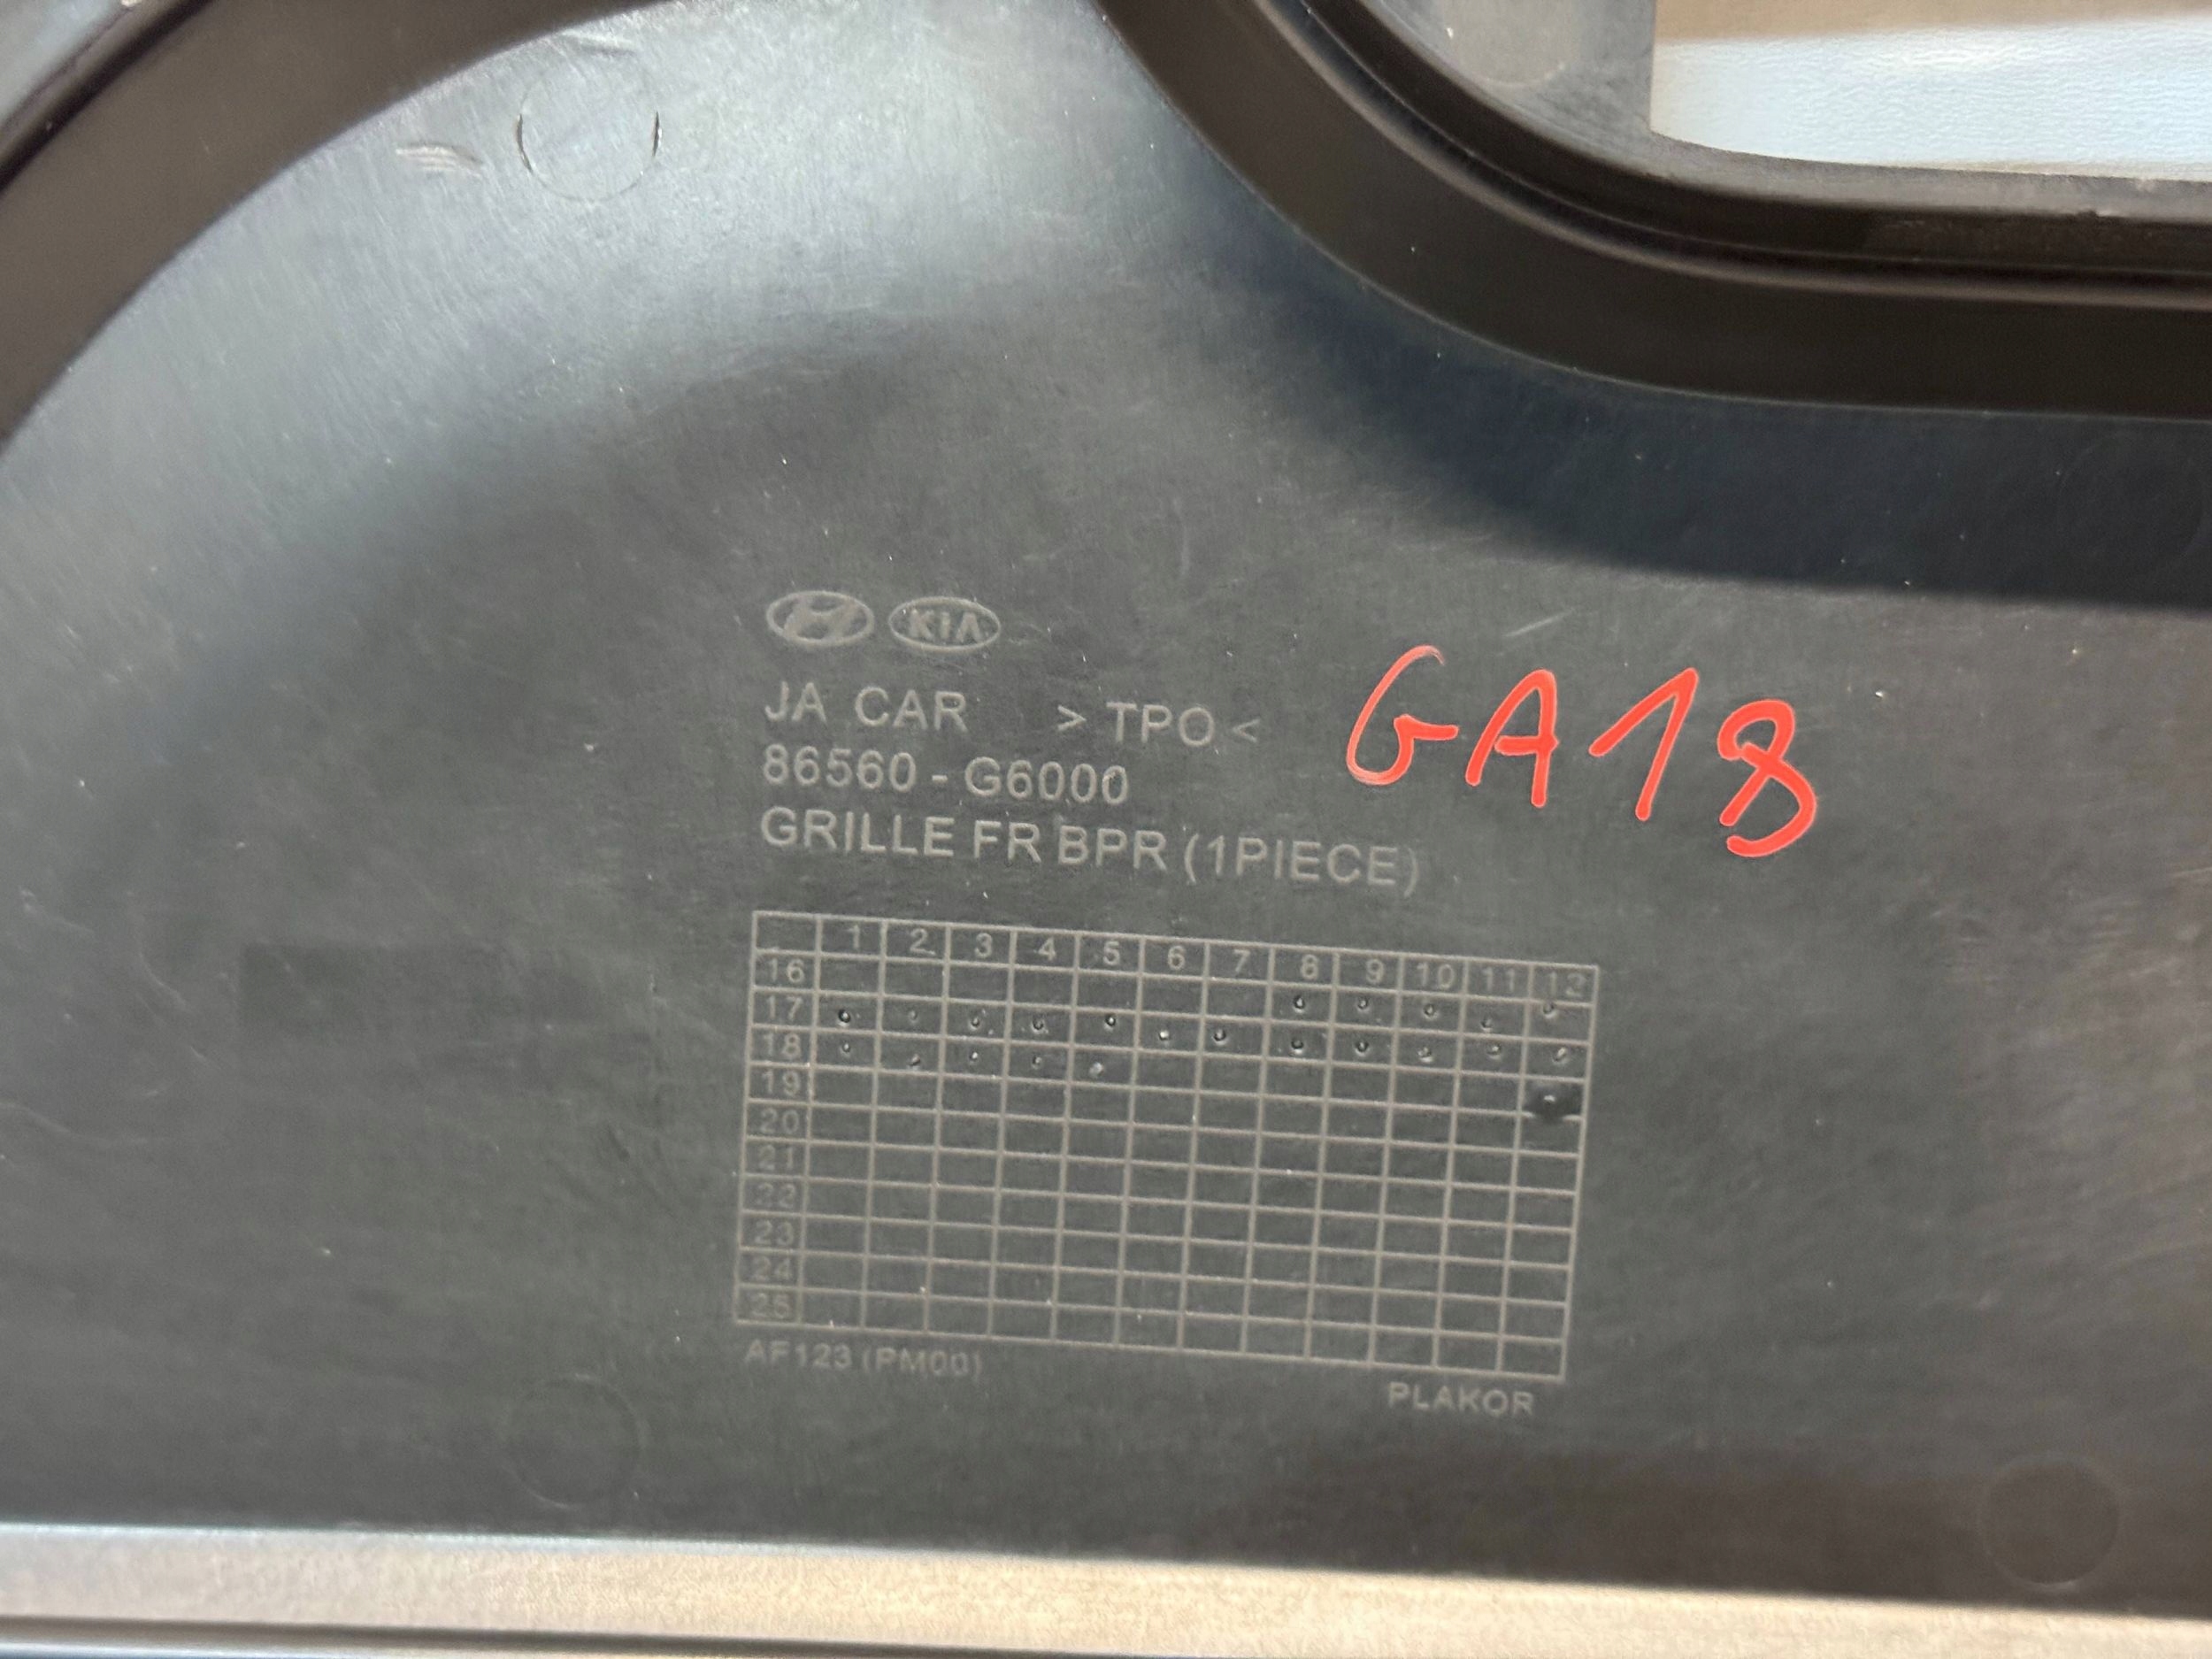 KIA
JA CAR > TPO <
GA18
86560 - G6000
GRILLE FR BPR (1PIECE)
1 2 3 4 5 6 7 8 9 10 11 12
16
17
18
19
20
21
22
23
24
25
AF123 (PM00)
PLAKOR